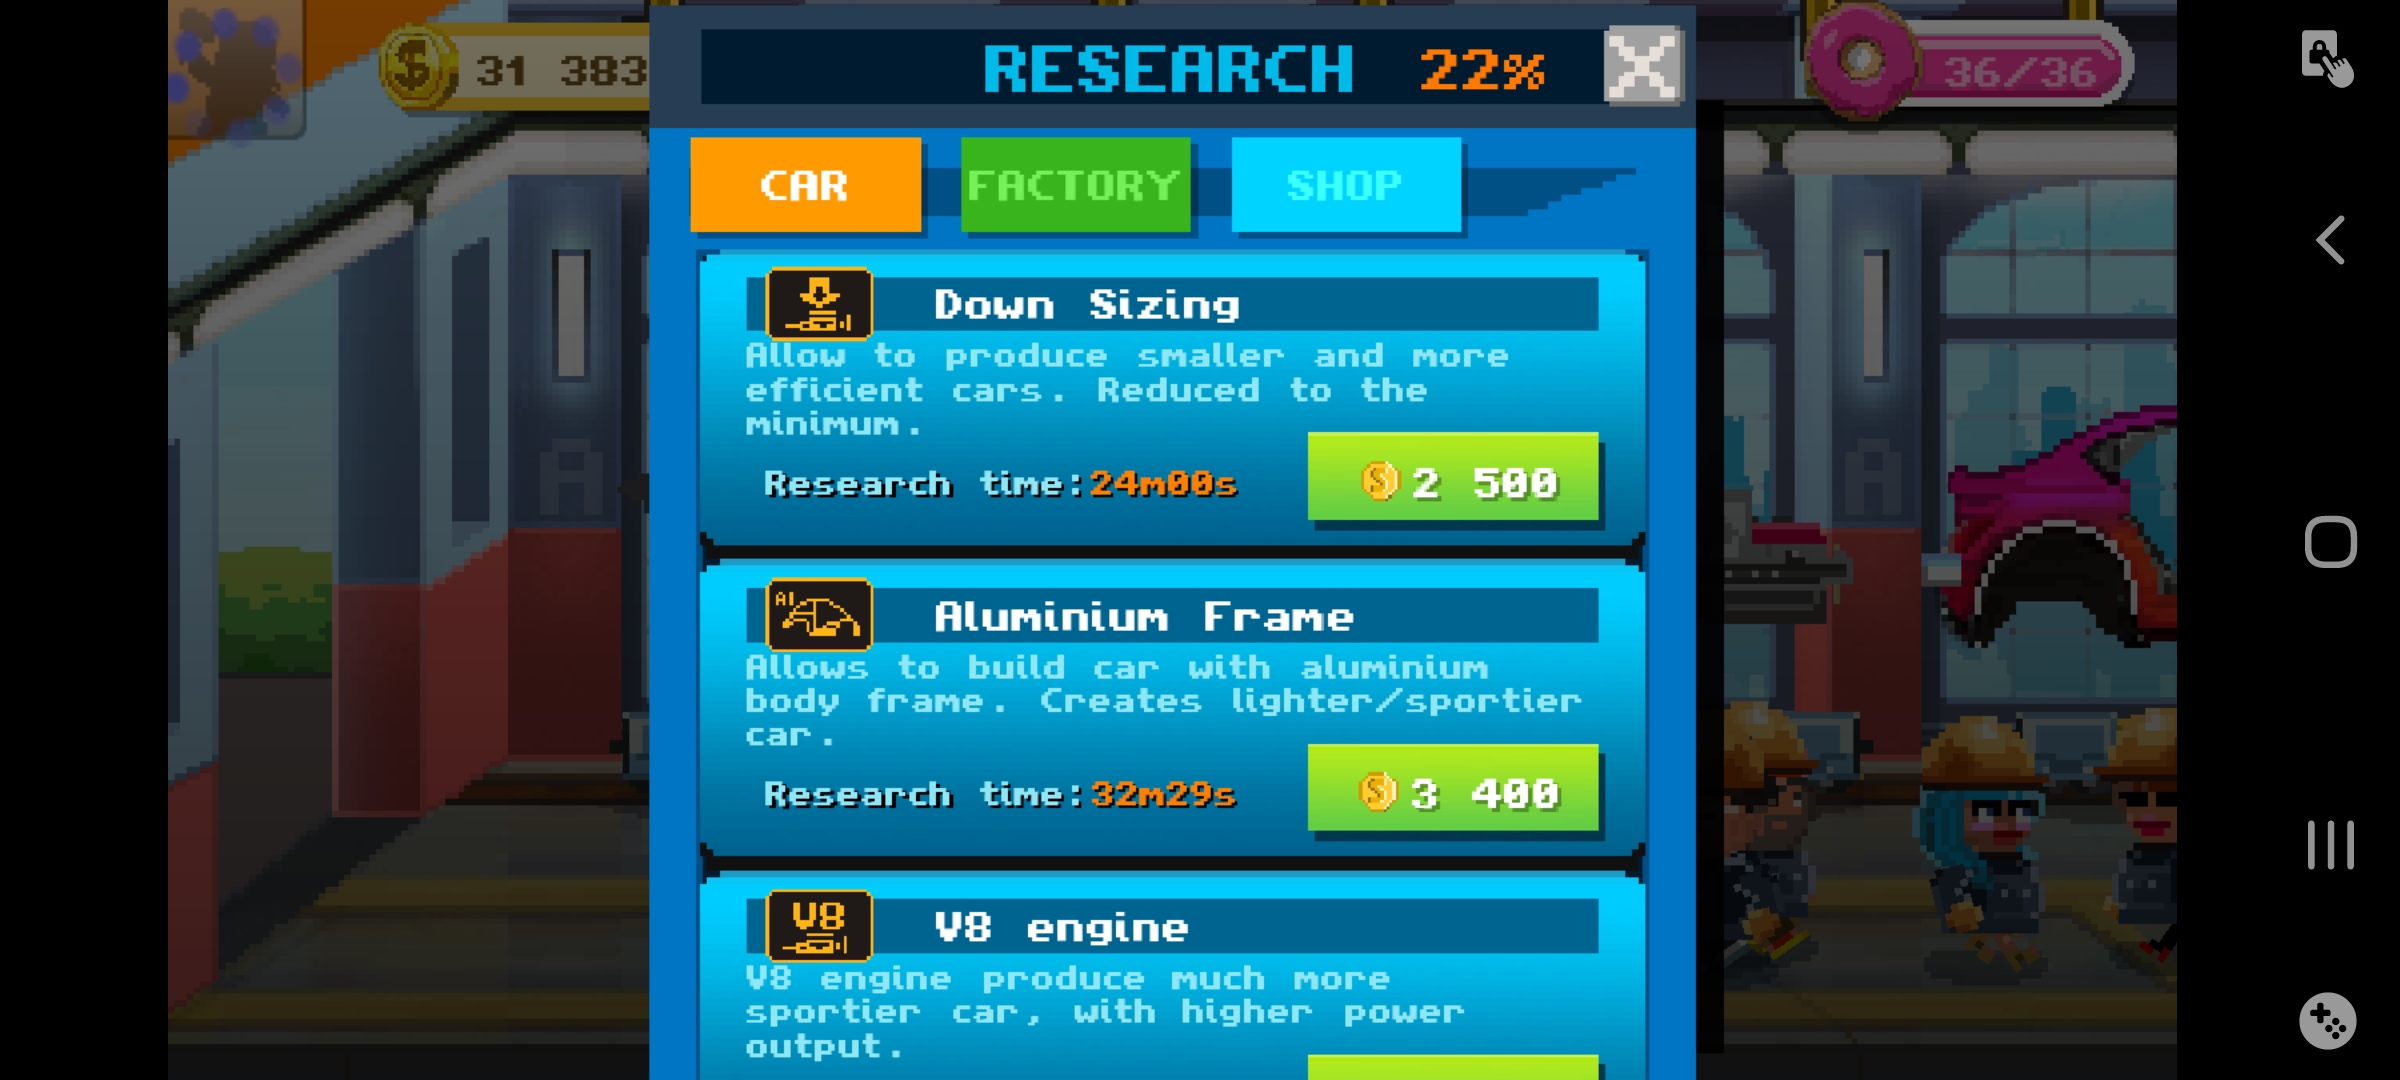 31 383
RESEARCH 22%
36/36
CAR FACTORY SHOP
Down Sizing
Allow to produce smaller and more
efficient cars. Reduced to the
minimum.
Research time:24m00s
2 500
A
A
Al
Aluminium Frame
Allows to build car with aluminium
body frame. Creates lighter/sportier
car.
Research time:32m29s
3 400
V8
V8 engine
V8 engine produce much more
sportier car, with higher power
output.